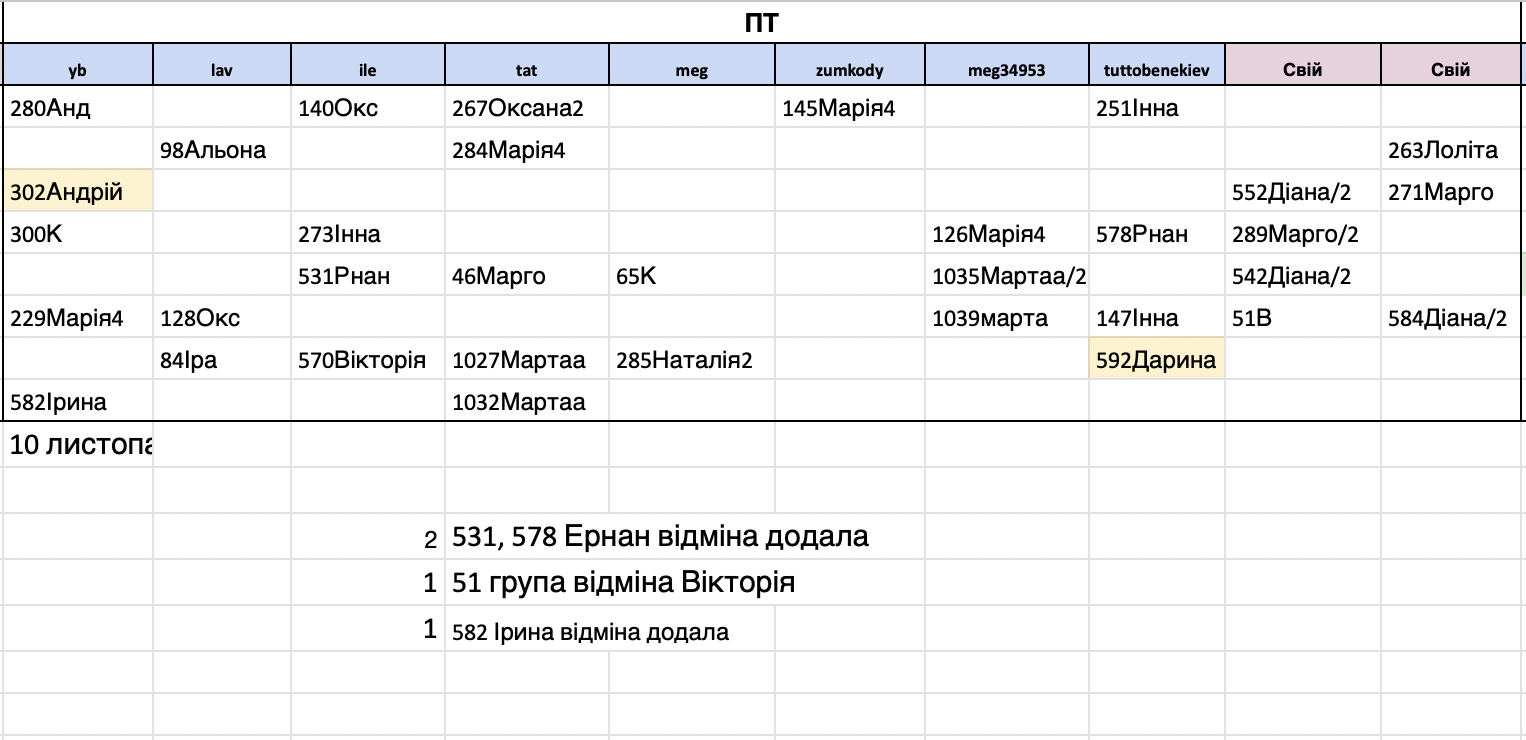 ПТ
yb lav ile tat meg zumkody meg34953 tuttobenekiev Свій Свій
280Анд 140Окс 267Оксана2 145Марія4 251Інна
98Альона 284Марія4 263Лоліта
302Андрій 552Діана/2 271Марго
300К 273Інна 126Марія4 578Рнан 289Марго/2
531Рнан 46Марго 65К 1035Мартаа/2 542Діана/2
229Марія4 128Окс 1039марта 147Інна 51В 584Діана/2
84Іра 570Вікторія 1027Мартаа 285Наталія2 592Дарина
582Ірина 1032Мартаа
10 листопа
2 531, 578 Ернан відміна додала
1 51 група відміна Вікторія
1 582 Ірина відміна додала